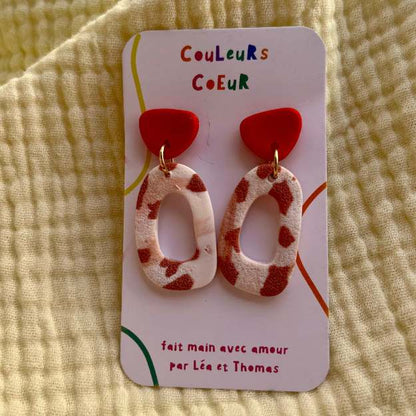 COULEURS
COEUR
fait main avec amour
par Léa et Thomas